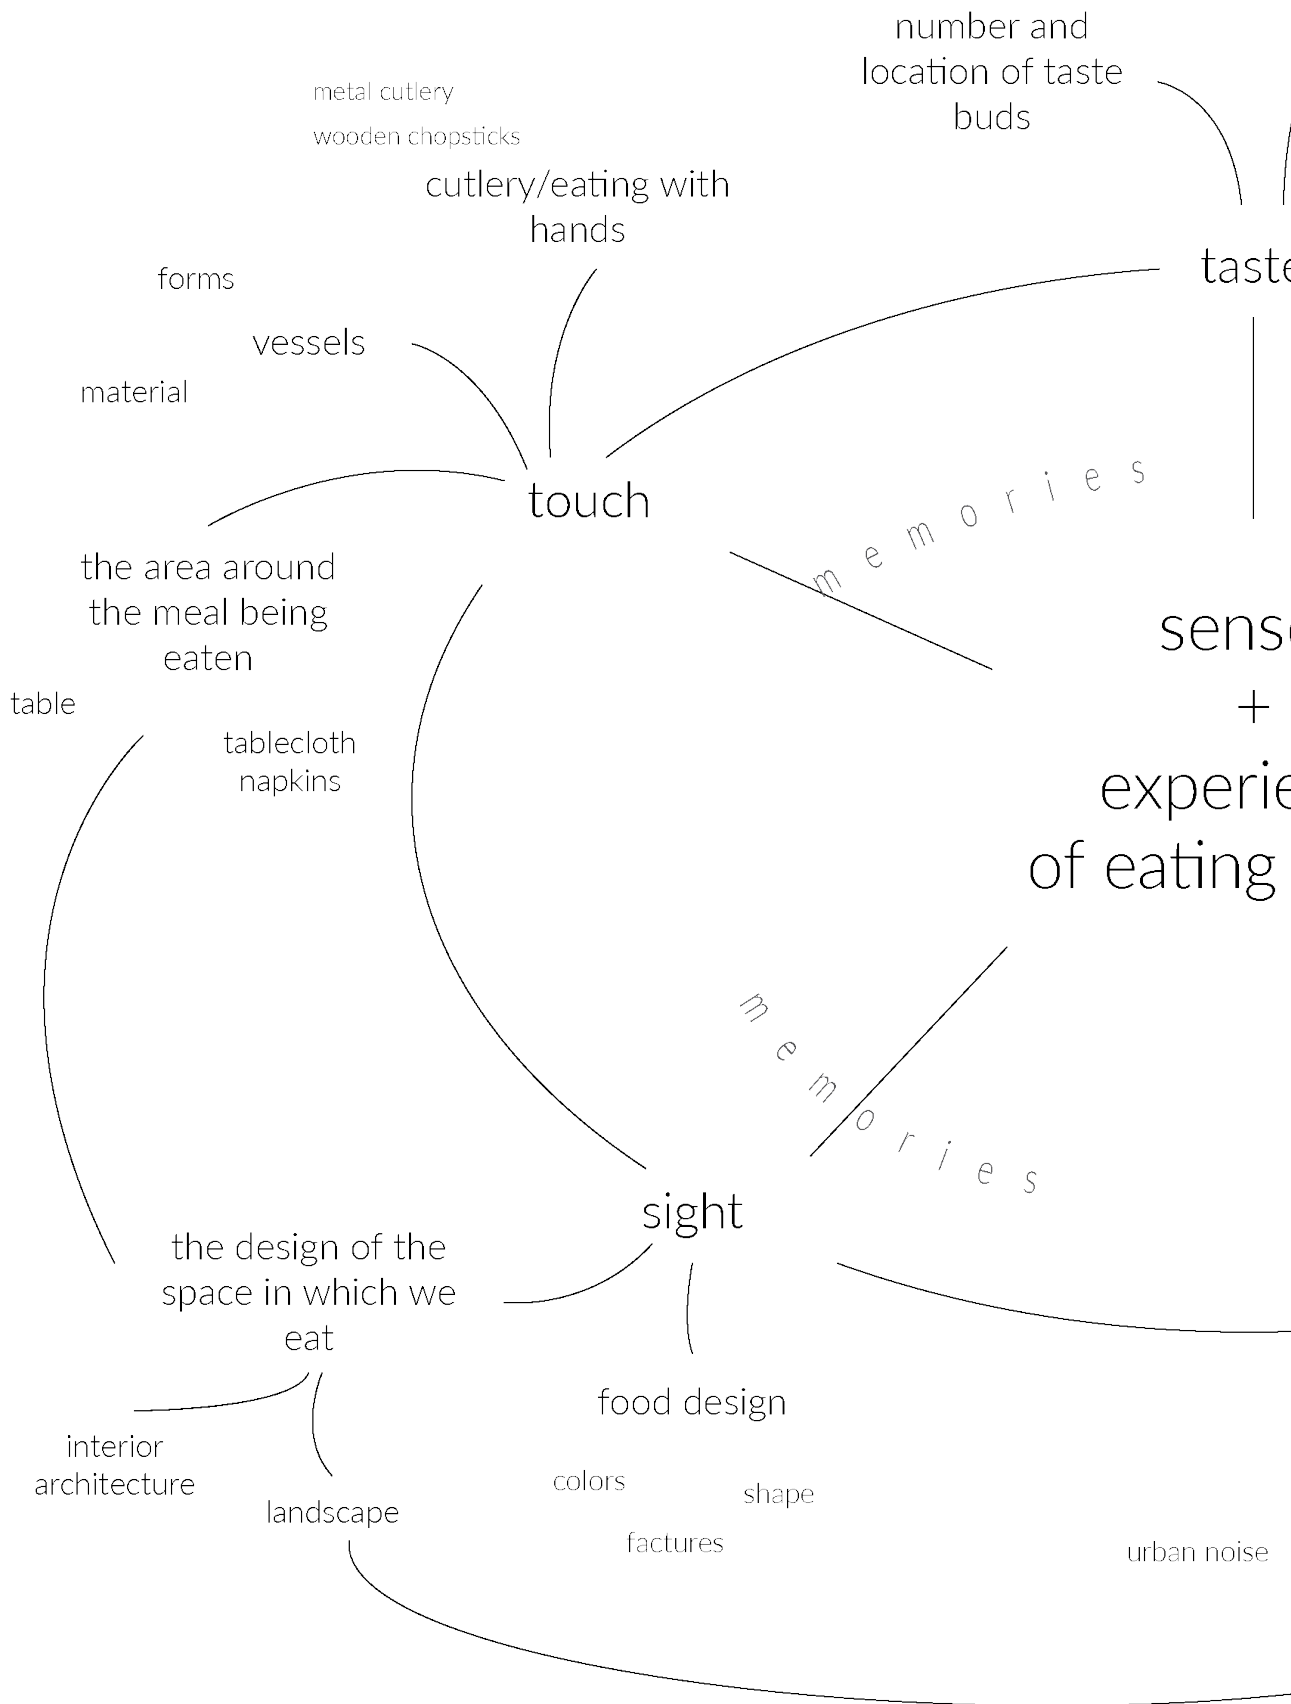 number and
location of taste
buds
metal cutlery
wooden chopsticks
cutlery/eating with
hands
forms
vessels
material
taste
touch
memories
the area around
the meal being
eaten
table
tablecloth
napkins
sens
+
experie
of eating
memories
sight
the design of the
space in which we
eat
food design
interior
architecture
landscape
colors
shape
factures
urban noise